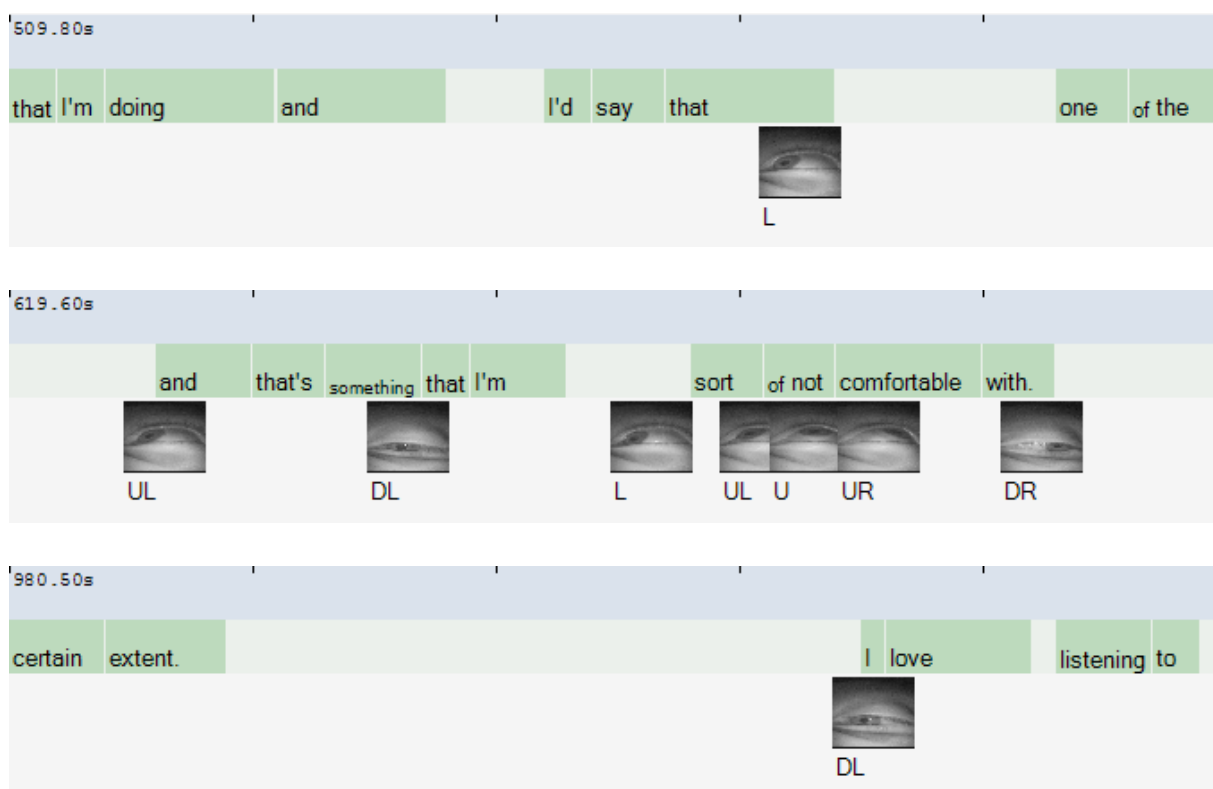 509.80s
that I'm doing and I'd say that one of the
L
619.60s
and that's something that I'm sort of not comfortable with.
UL DL L UL U UR DR
980.50s
certain extent. I love listening to
DL